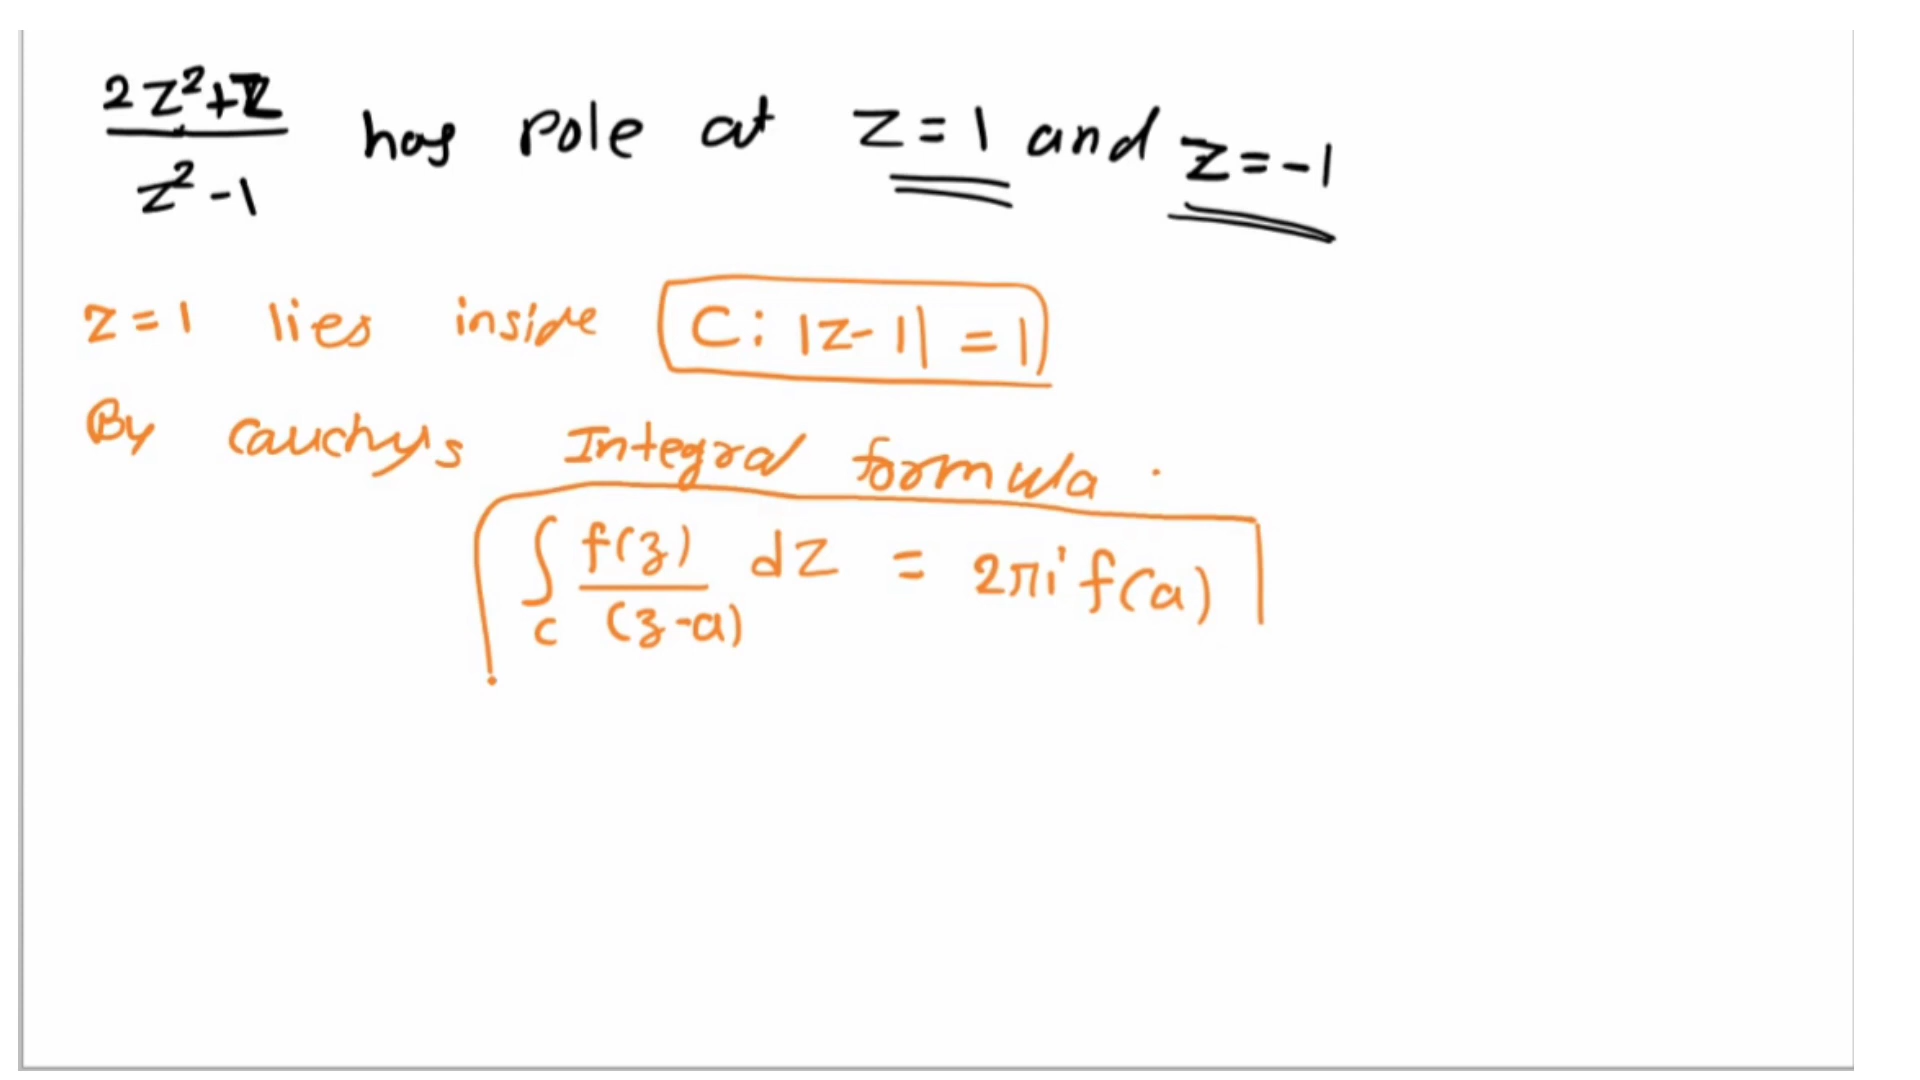 2z²+z / z²-1 has pole at z=1 and z=-1
z=1 lies inside C: |z-1| = 1
By Cauchy's Integral formula.
∫_C f(z)/(z-a) dz = 2πi f(a)